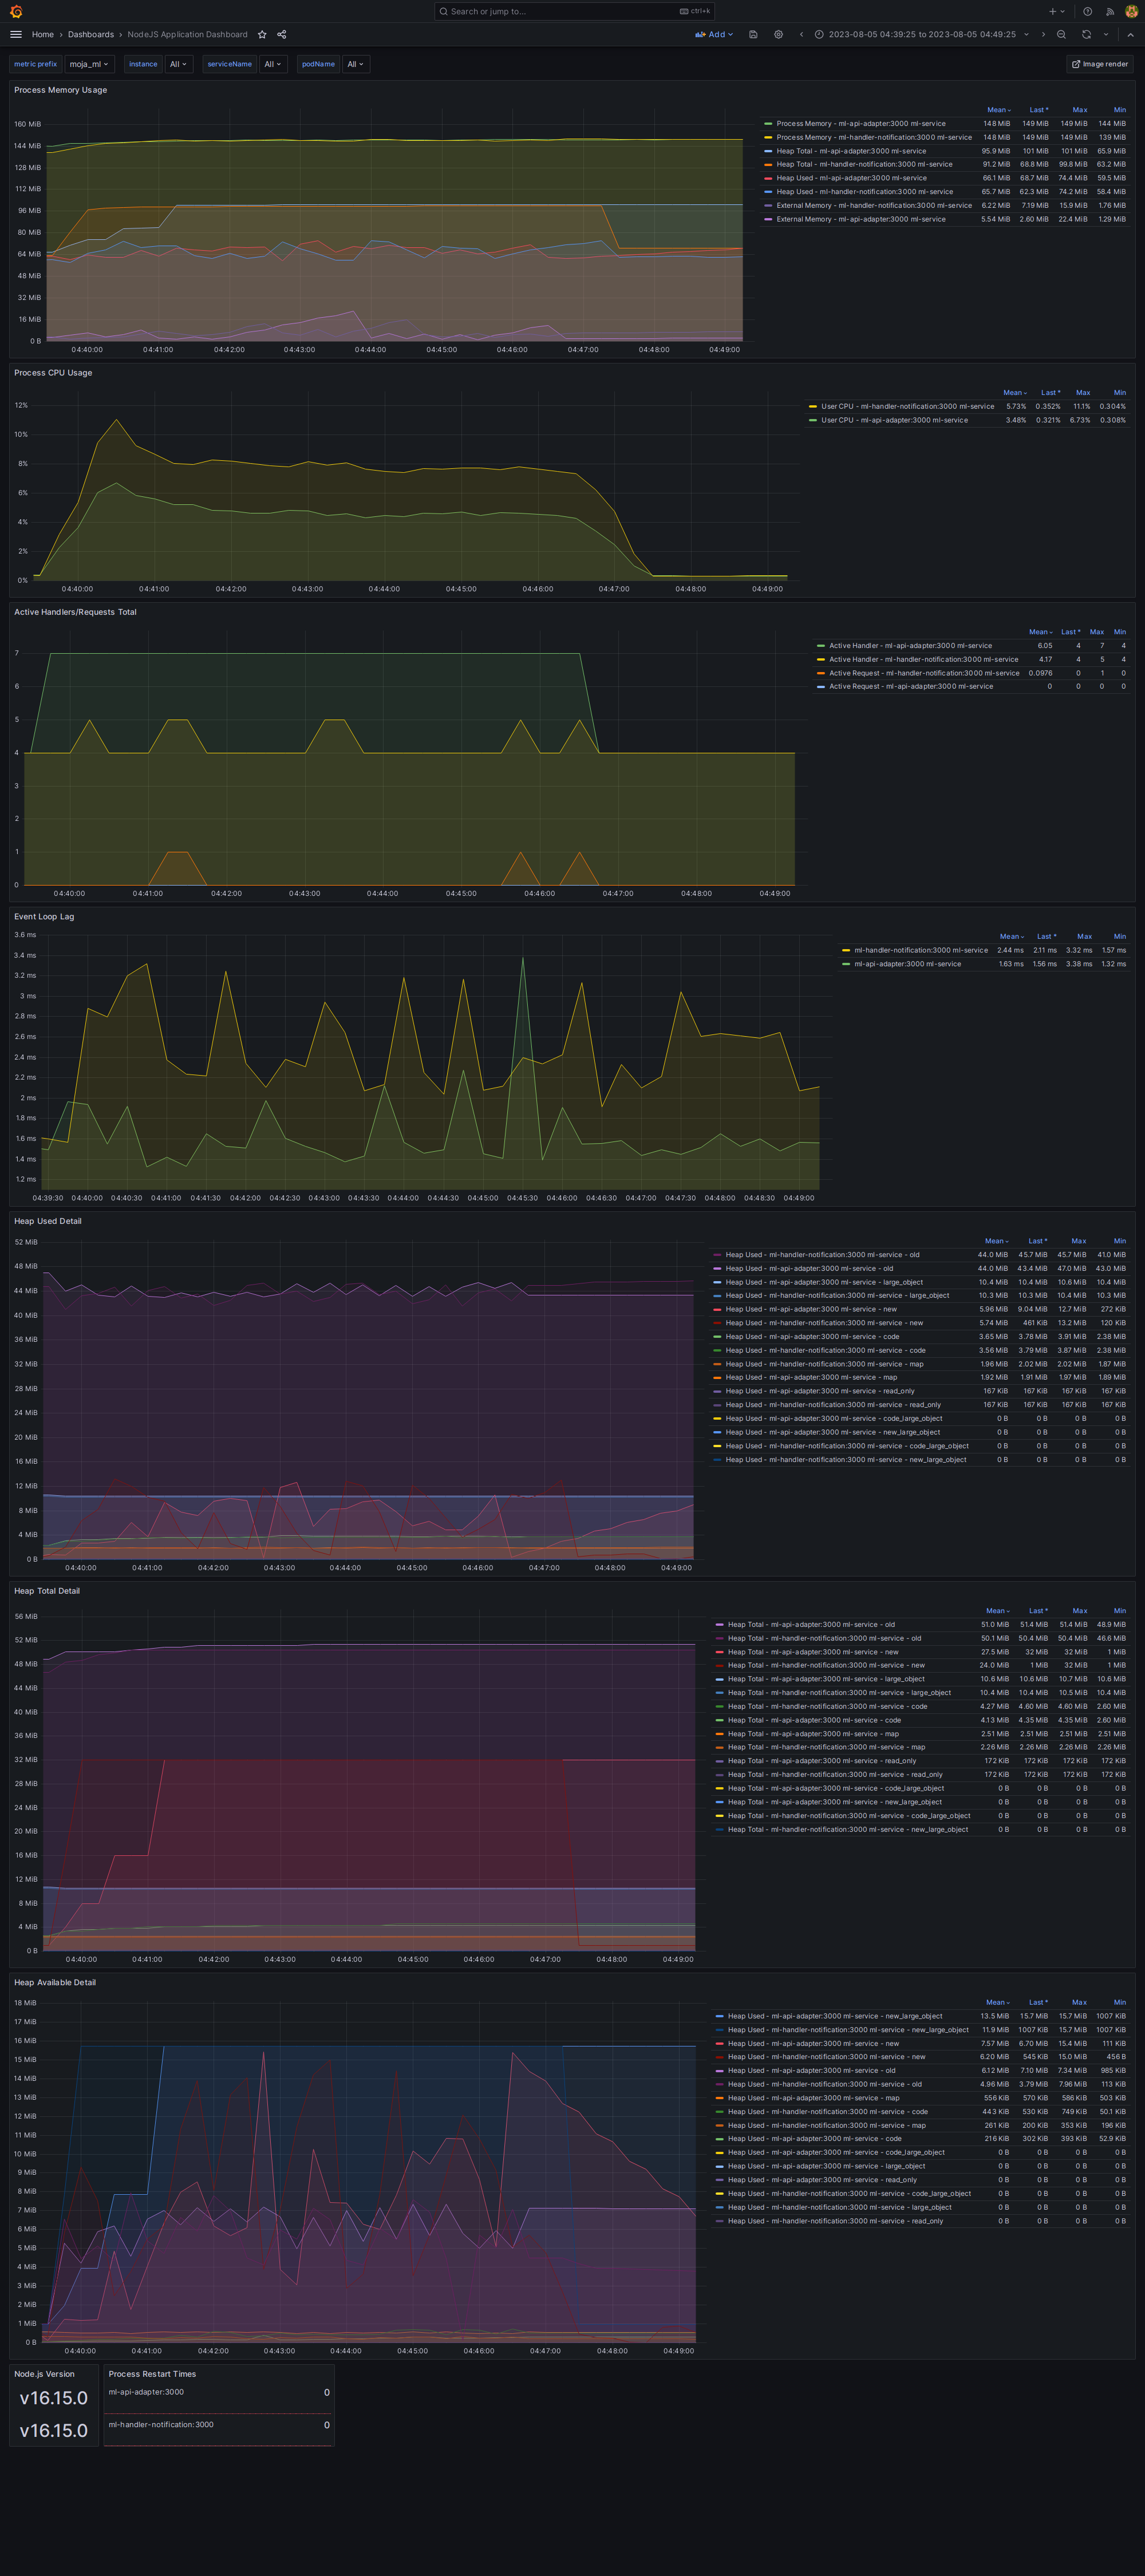 Search or jump to...
ctrl+k
Home › Dashboards › NodeJS Application Dashboard
Add
2023-08-05 04:39:25 to 2023-08-05 04:49:25
metric prefix moja_ml instance All serviceName All podName All
Image render
Process Memory Usage
Mean Last * Max Min
Process Memory - ml-api-adapter:3000 ml-service 148 MiB 149 MiB 149 MiB 144 MiB
Process Memory - ml-handler-notification:3000 ml-service 148 MiB 149 MiB 149 MiB 139 MiB
Heap Total - ml-api-adapter:3000 ml-service 95.9 MiB 101 MiB 101 MiB 65.9 MiB
Heap Total - ml-handler-notification:3000 ml-service 91.2 MiB 68.8 MiB 99.8 MiB 63.2 MiB
Heap Used - ml-api-adapter:3000 ml-service 66.1 MiB 68.7 MiB 74.4 MiB 59.5 MiB
Heap Used - ml-handler-notification:3000 ml-service 65.7 MiB 62.3 MiB 74.2 MiB 58.4 MiB
External Memory - ml-handler-notification:3000 ml-service 6.22 MiB 7.19 MiB 15.9 MiB 1.76 MiB
External Memory - ml-api-adapter:3000 ml-service 5.54 MiB 2.60 MiB 22.4 MiB 1.29 MiB
160 MiB
144 MiB
128 MiB
112 MiB
96 MiB
80 MiB
64 MiB
48 MiB
32 MiB
16 MiB
0 B
04:40:00 04:41:00 04:42:00 04:43:00 04:44:00 04:45:00 04:46:00 04:47:00 04:48:00 04:49:00
Process CPU Usage
Mean Last * Max Min
User CPU - ml-handler-notification:3000 ml-service 5.73% 0.352% 11.1% 0.304%
User CPU - ml-api-adapter:3000 ml-service 3.48% 0.321% 6.73% 0.308%
12%
10%
8%
6%
4%
2%
0%
04:40:00 04:41:00 04:42:00 04:43:00 04:44:00 04:45:00 04:46:00 04:47:00 04:48:00 04:49:00
Active Handlers/Requests Total
Mean Last * Max Min
Active Handler - ml-api-adapter:3000 ml-service 6.05 4 7 4
Active Handler - ml-handler-notification:3000 ml-service 4.17 4 5 4
Active Request - ml-handler-notification:3000 ml-service 0.0976 0 1 0
Active Request - ml-api-adapter:3000 ml-service 0 0 0 0
7
6
5
4
3
2
1
0
04:40:00 04:41:00 04:42:00 04:43:00 04:44:00 04:45:00 04:46:00 04:47:00 04:48:00 04:49:00
Event Loop Lag
Mean Last * Max Min
ml-handler-notification:3000 ml-service 2.44 ms 2.11 ms 3.32 ms 1.57 ms
ml-api-adapter:3000 ml-service 1.63 ms 1.56 ms 3.38 ms 1.32 ms
3.6 ms
3.4 ms
3.2 ms
3 ms
2.8 ms
2.6 ms
2.4 ms
2.2 ms
2 ms
1.8 ms
1.6 ms
1.4 ms
1.2 ms
04:39:30 04:40:00 04:40:30 04:41:00 04:41:30 04:42:00 04:42:30 04:43:00 04:43:30 04:44:00 04:44:30 04:45:00 04:45:30 04:46:00 04:46:30 04:47:00 04:47:30 04:48:00 04:48:30 04:49:00
Heap Used Detail
Mean Last * Max Min
Heap Used - ml-handler-notification:3000 ml-service - old 44.0 MiB 45.7 MiB 45.7 MiB 41.0 MiB
Heap Used - ml-api-adapter:3000 ml-service - old 44.0 MiB 43.4 MiB 47.0 MiB 43.0 MiB
Heap Used - ml-api-adapter:3000 ml-service - large_object 10.4 MiB 10.4 MiB 10.6 MiB 10.4 MiB
Heap Used - ml-handler-notification:3000 ml-service - large_object 10.3 MiB 10.3 MiB 10.4 MiB 10.3 MiB
Heap Used - ml-api-adapter:3000 ml-service - new 5.96 MiB 9.04 MiB 12.7 MiB 272 KiB
Heap Used - ml-handler-notification:3000 ml-service - new 5.74 MiB 461 KiB 13.2 MiB 120 KiB
Heap Used - ml-api-adapter:3000 ml-service - code 3.65 MiB 3.78 MiB 3.91 MiB 2.38 MiB
Heap Used - ml-handler-notification:3000 ml-service - code 3.56 MiB 3.79 MiB 3.87 MiB 2.38 MiB
Heap Used - ml-handler-notification:3000 ml-service - map 1.96 MiB 2.02 MiB 2.02 MiB 1.87 MiB
Heap Used - ml-api-adapter:3000 ml-service - map 1.92 MiB 1.91 MiB 1.97 MiB 1.89 MiB
Heap Used - ml-api-adapter:3000 ml-service - read_only 167 KiB 167 KiB 167 KiB 167 KiB
Heap Used - ml-handler-notification:3000 ml-service - read_only 167 KiB 167 KiB 167 KiB 167 KiB
Heap Used - ml-api-adapter:3000 ml-service - code_large_object 0 B 0 B 0 B 0 B
Heap Used - ml-api-adapter:3000 ml-service - new_large_object 0 B 0 B 0 B 0 B
Heap Used - ml-handler-notification:3000 ml-service - code_large_object 0 B 0 B 0 B 0 B
Heap Used - ml-handler-notification:3000 ml-service - new_large_object 0 B 0 B 0 B 0 B
52 MiB
48 MiB
44 MiB
40 MiB
36 MiB
32 MiB
28 MiB
24 MiB
20 MiB
16 MiB
12 MiB
8 MiB
4 MiB
0 B
04:40:00 04:41:00 04:42:00 04:43:00 04:44:00 04:45:00 04:46:00 04:47:00 04:48:00 04:49:00
Heap Total Detail
Mean Last * Max Min
Heap Total - ml-api-adapter:3000 ml-service - old 51.0 MiB 51.4 MiB 51.4 MiB 48.9 MiB
Heap Total - ml-handler-notification:3000 ml-service - old 50.1 MiB 50.4 MiB 50.4 MiB 46.6 MiB
Heap Total - ml-api-adapter:3000 ml-service - new 27.5 MiB 32 MiB 32 MiB 1 MiB
Heap Total - ml-handler-notification:3000 ml-service - new 24.0 MiB 1 MiB 32 MiB 1 MiB
Heap Total - ml-api-adapter:3000 ml-service - large_object 10.6 MiB 10.6 MiB 10.7 MiB 10.6 MiB
Heap Total - ml-handler-notification:3000 ml-service - large_object 10.4 MiB 10.4 MiB 10.5 MiB 10.4 MiB
Heap Total - ml-handler-notification:3000 ml-service - code 4.27 MiB 4.60 MiB 4.60 MiB 2.60 MiB
Heap Total - ml-api-adapter:3000 ml-service - code 4.13 MiB 4.35 MiB 4.35 MiB 2.60 MiB
Heap Total - ml-api-adapter:3000 ml-service - map 2.51 MiB 2.51 MiB 2.51 MiB 2.51 MiB
Heap Total - ml-handler-notification:3000 ml-service - map 2.26 MiB 2.26 MiB 2.26 MiB 2.26 MiB
Heap Total - ml-api-adapter:3000 ml-service - read_only 172 KiB 172 KiB 172 KiB 172 KiB
Heap Total - ml-handler-notification:3000 ml-service - read_only 172 KiB 172 KiB 172 KiB 172 KiB
Heap Total - ml-api-adapter:3000 ml-service - code_large_object 0 B 0 B 0 B 0 B
Heap Total - ml-api-adapter:3000 ml-service - new_large_object 0 B 0 B 0 B 0 B
Heap Total - ml-handler-notification:3000 ml-service - code_large_object 0 B 0 B 0 B 0 B
Heap Total - ml-handler-notification:3000 ml-service - new_large_object 0 B 0 B 0 B 0 B
56 MiB
52 MiB
48 MiB
44 MiB
40 MiB
36 MiB
32 MiB
28 MiB
24 MiB
20 MiB
16 MiB
12 MiB
8 MiB
4 MiB
0 B
04:40:00 04:41:00 04:42:00 04:43:00 04:44:00 04:45:00 04:46:00 04:47:00 04:48:00 04:49:00
Heap Available Detail
Mean Last * Max Min
Heap Used - ml-api-adapter:3000 ml-service - new_large_object 13.5 MiB 15.7 MiB 15.7 MiB 1007 KiB
Heap Used - ml-handler-notification:3000 ml-service - new_large_object 11.9 MiB 1007 KiB 15.7 MiB 1007 KiB
Heap Used - ml-api-adapter:3000 ml-service - new 7.57 MiB 6.70 MiB 15.4 MiB 111 KiB
Heap Used - ml-handler-notification:3000 ml-service - new 6.20 MiB 545 KiB 15.0 MiB 456 B
Heap Used - ml-api-adapter:3000 ml-service - old 6.12 MiB 7.10 MiB 7.34 MiB 985 KiB
Heap Used - ml-handler-notification:3000 ml-service - old 4.96 MiB 3.79 MiB 7.96 MiB 113 KiB
Heap Used - ml-api-adapter:3000 ml-service - map 556 KiB 570 KiB 586 KiB 503 KiB
Heap Used - ml-handler-notification:3000 ml-service - code 443 KiB 530 KiB 749 KiB 50.1 KiB
Heap Used - ml-handler-notification:3000 ml-service - map 261 KiB 200 KiB 353 KiB 196 KiB
Heap Used - ml-api-adapter:3000 ml-service - code 216 KiB 302 KiB 393 KiB 52.9 KiB
Heap Used - ml-api-adapter:3000 ml-service - code_large_object 0 B 0 B 0 B 0 B
Heap Used - ml-api-adapter:3000 ml-service - large_object 0 B 0 B 0 B 0 B
Heap Used - ml-api-adapter:3000 ml-service - read_only 0 B 0 B 0 B 0 B
Heap Used - ml-handler-notification:3000 ml-service - code_large_object 0 B 0 B 0 B 0 B
Heap Used - ml-handler-notification:3000 ml-service - large_object 0 B 0 B 0 B 0 B
Heap Used - ml-handler-notification:3000 ml-service - read_only 0 B 0 B 0 B 0 B
18 MiB
17 MiB
16 MiB
15 MiB
14 MiB
13 MiB
12 MiB
11 MiB
10 MiB
9 MiB
8 MiB
7 MiB
6 MiB
5 MiB
4 MiB
3 MiB
2 MiB
1 MiB
0 B
04:40:00 04:41:00 04:42:00 04:43:00 04:44:00 04:45:00 04:46:00 04:47:00 04:48:00 04:49:00
Node.js Version
v16.15.0
v16.15.0
Process Restart Times
ml-api-adapter:3000 0
ml-handler-notification:3000 0